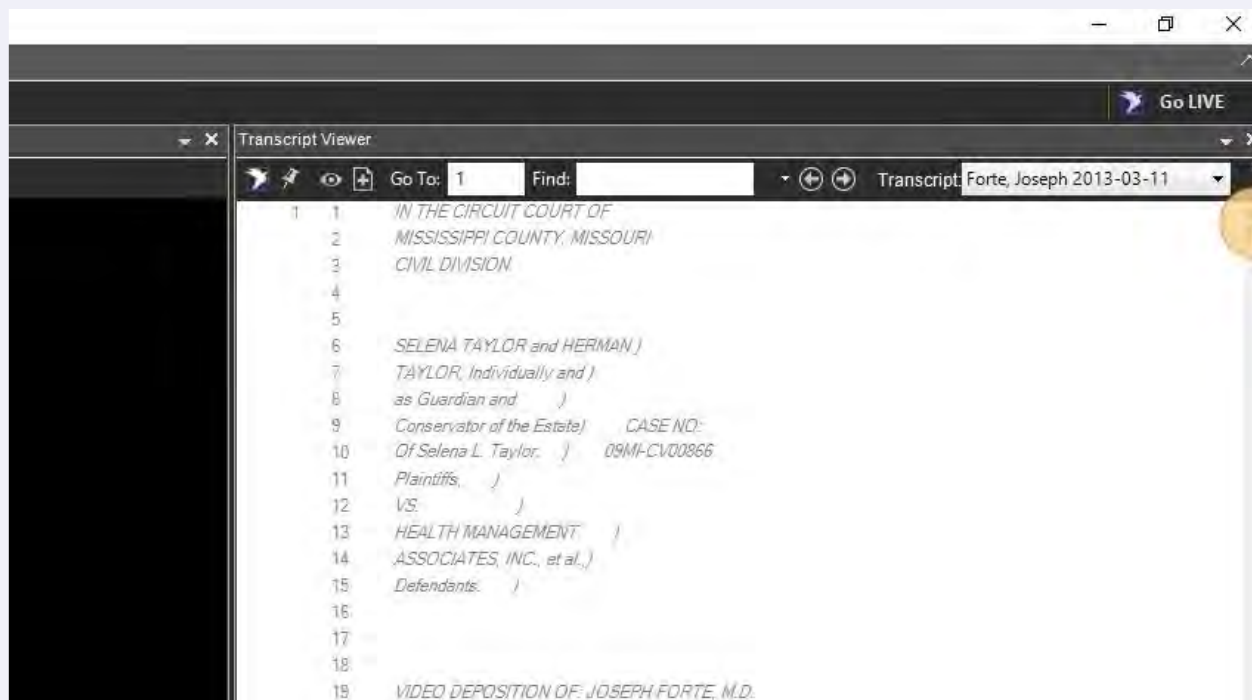 Go LIVE
Transcript Viewer
Go To: 1 Find: Transcript: Forte, Joseph 2013-03-11
1 1 IN THE CIRCUIT COURT OF
2 MISSISSIPPI COUNTY, MISSOURI
3 CIVIL DIVISION
4
5
6 SELENA TAYLOR and HERMAN )
7 TAYLOR, Individually and )
8 as Guardian and )
9 Conservator of the Estate) CASE NO:
10 Of Selena L. Taylor, ) 09MI-CV00866
11 Plaintiffs, )
12 VS. )
13 HEALTH MANAGEMENT )
14 ASSOCIATES, INC., et al.,)
15 Defendants. )
16
17
18
19 VIDEO DEPOSITION OF: JOSEPH FORTE, M.D.